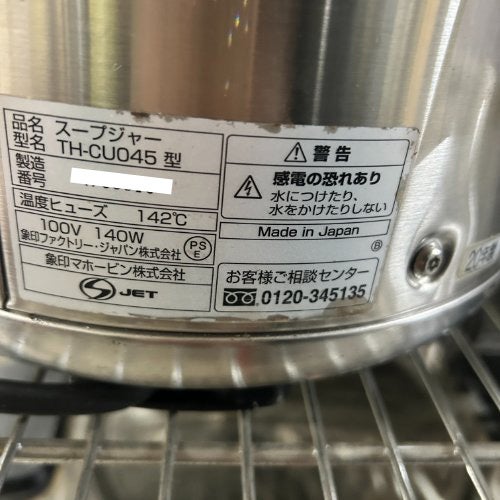 品名 スープジャー
型名 TH-CU045 型
製造
番号
温度ヒューズ 142℃
100V 140W
象印ファクトリー・ジャパン株式会社
PS
E
象印マホービン株式会社
JET
警告
感電の恐れあり
水につけたり、
水をかけたりしない
Made in Japan
B
お客様ご相談センター
0120-345135